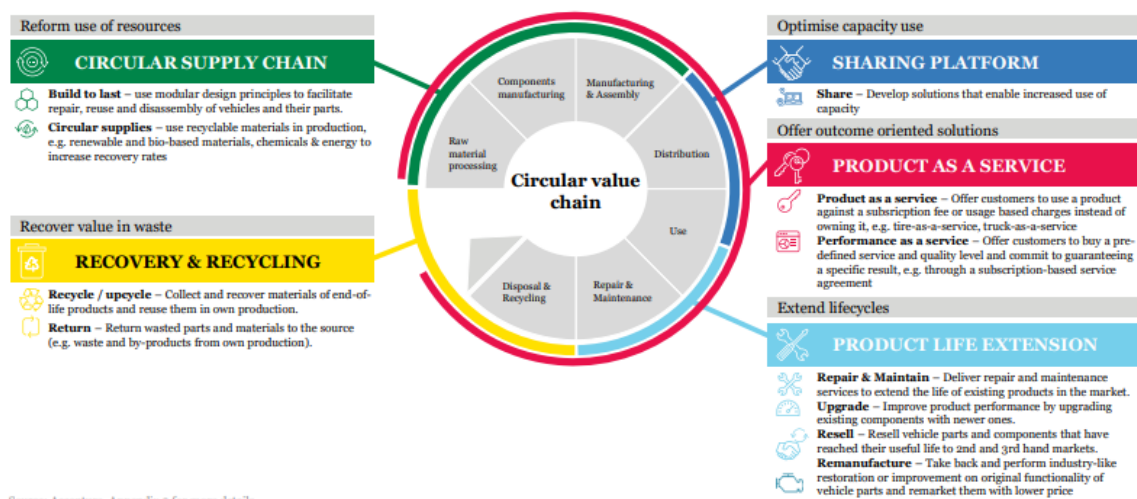 Reform use of resources
CIRCULAR SUPPLY CHAIN
Build to last – use modular design principles to facilitate
repair, reuse and disassembly of vehicles and their parts.
Circular supplies – use recyclable materials in production,
e.g. renewable and bio-based materials, chemicals & energy to
increase recovery rates
Recover value in waste
RECOVERY & RECYCLING
Recycle / upcycle – Collect and recover materials of end-of-
life products and reuse them in own production.
Return – Return wasted parts and materials to the source
(e.g. waste and by-products from own production).
Components
manufacturing
Manufacturing
& Assembly
Raw
material
processing
Distribution
Circular value
chain
Use
Disposal &
Recycling
Repair &
Maintenance
Optimise capacity use
SHARING PLATFORM
Share – Develop solutions that enable increased use of
capacity
Offer outcome oriented solutions
PRODUCT AS A SERVICE
Product as a service – Offer customers to use a product
against a subsricption fee or usage based charges instead of
owning it, e.g. tire-as-a-service, truck-as-a-service
Performance as a service – Offer customers to buy a pre-
defined service and quality level and commit to guaranteeing
a specific result, e.g. through a subscription-based service
agreement
Extend lifecycles
PRODUCT LIFE EXTENSION
Repair & Maintain – Deliver repair and maintenance
services to extend the life of existing products in the market.
Upgrade – Improve product performance by upgrading
existing components with newer ones.
Resell – Resell vehicle parts and components that have
reached their useful life to 2nd and 3rd hand markets.
Remanufacture – Take back and perform industry-like
restoration or improvement on original functionality of
vehicle parts and remarket them with lower price